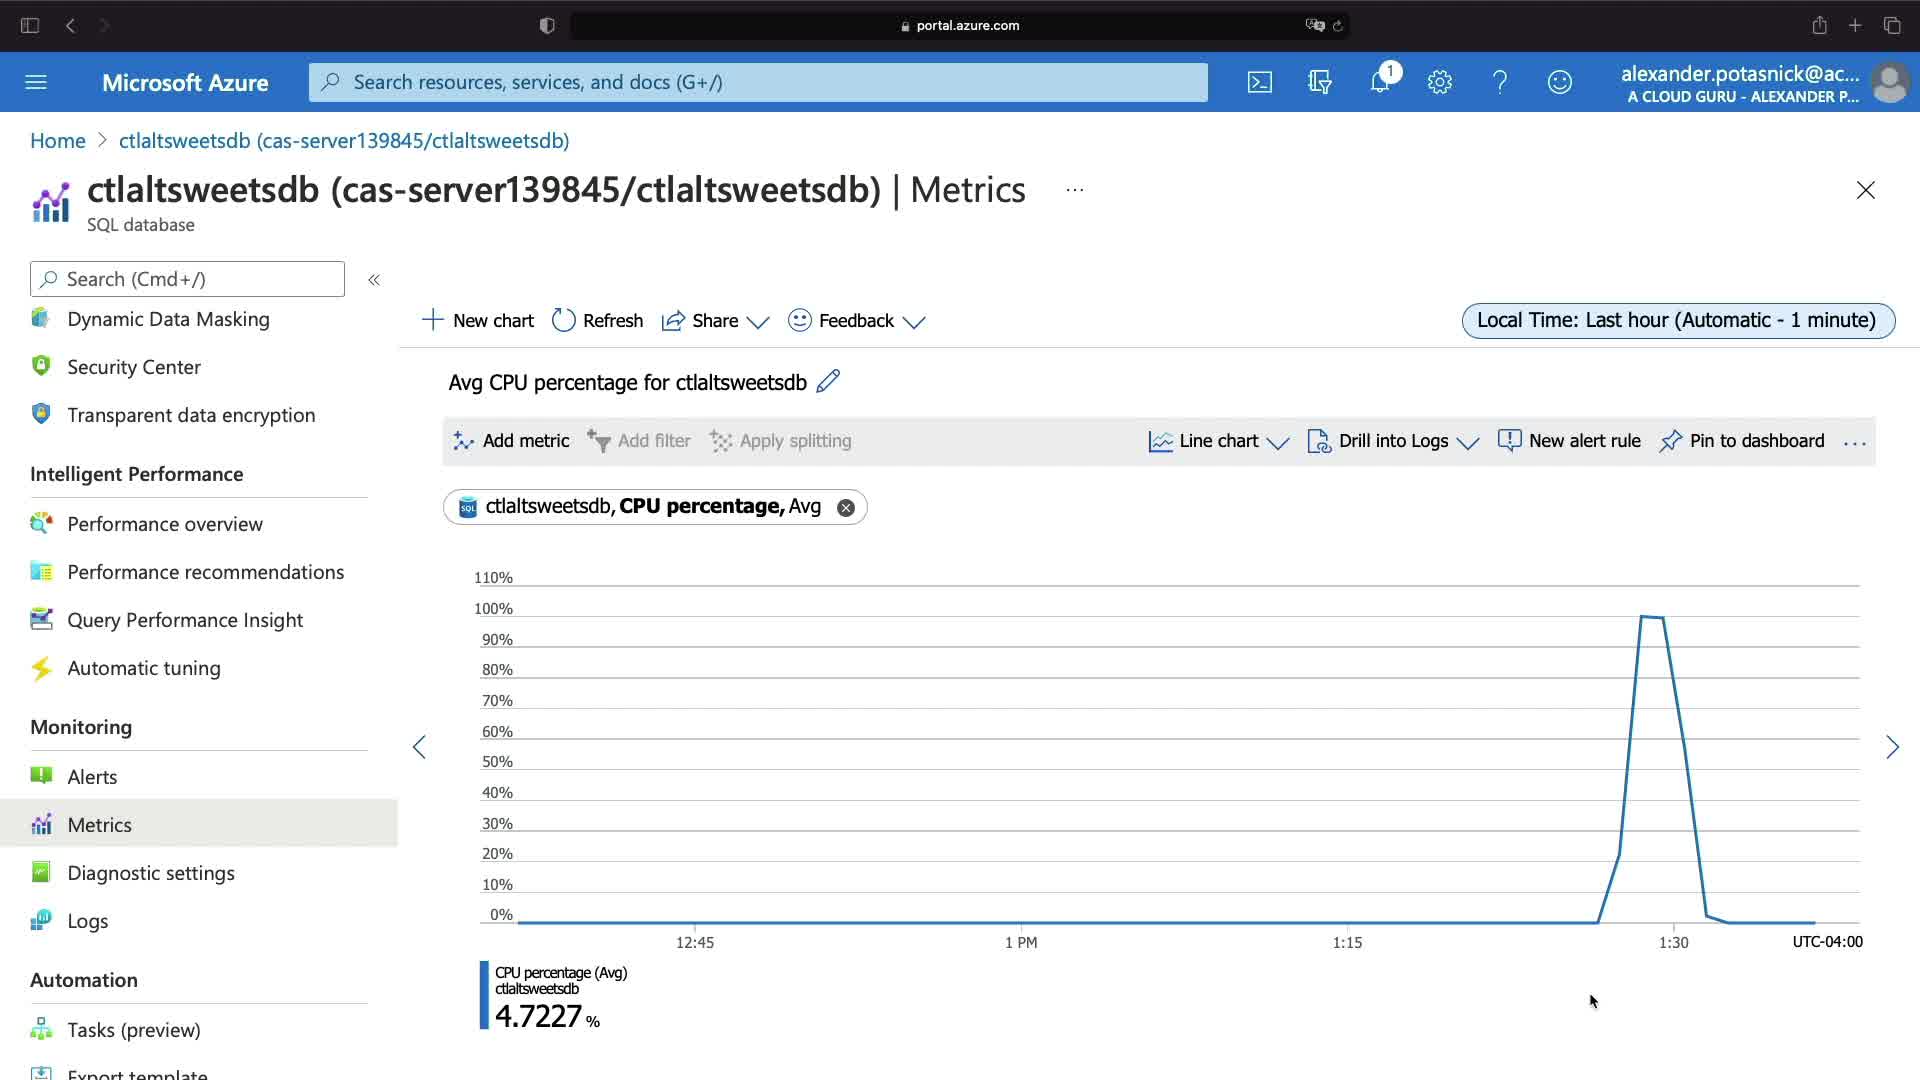 portal.azure.com
Microsoft Azure
Search resources, services, and docs (G+/)
1
alexander.potasnick@ac...
A CLOUD GURU - ALEXANDER P...
Home > ctlaltsweetsdb (cas-server139845/ctlaltsweetsdb)
ctlaltsweetsdb (cas-server139845/ctlaltsweetsdb) | Metrics ...
SQL database
Search (Cmd+/)
«
Dynamic Data Masking
Security Center
Transparent data encryption
Intelligent Performance
Performance overview
Performance recommendations
Query Performance Insight
Automatic tuning
Monitoring
Alerts
Metrics
Diagnostic settings
Logs
Automation
Tasks (preview)
Export template
New chart Refresh Share Feedback
Local Time: Last hour (Automatic - 1 minute)
Avg CPU percentage for ctlaltsweetsdb
Add metric Add filter Apply splitting Line chart Drill into Logs New alert rule Pin to dashboard ...
SQL ctlaltsweetsdb, CPU percentage, Avg
110%
100%
90%
80%
70%
60%
50%
40%
30%
20%
10%
0%
12:45 1 PM 1:15 1:30 UTC-04:00
CPU percentage (Avg)
ctlaltsweetsdb
4.7227 %